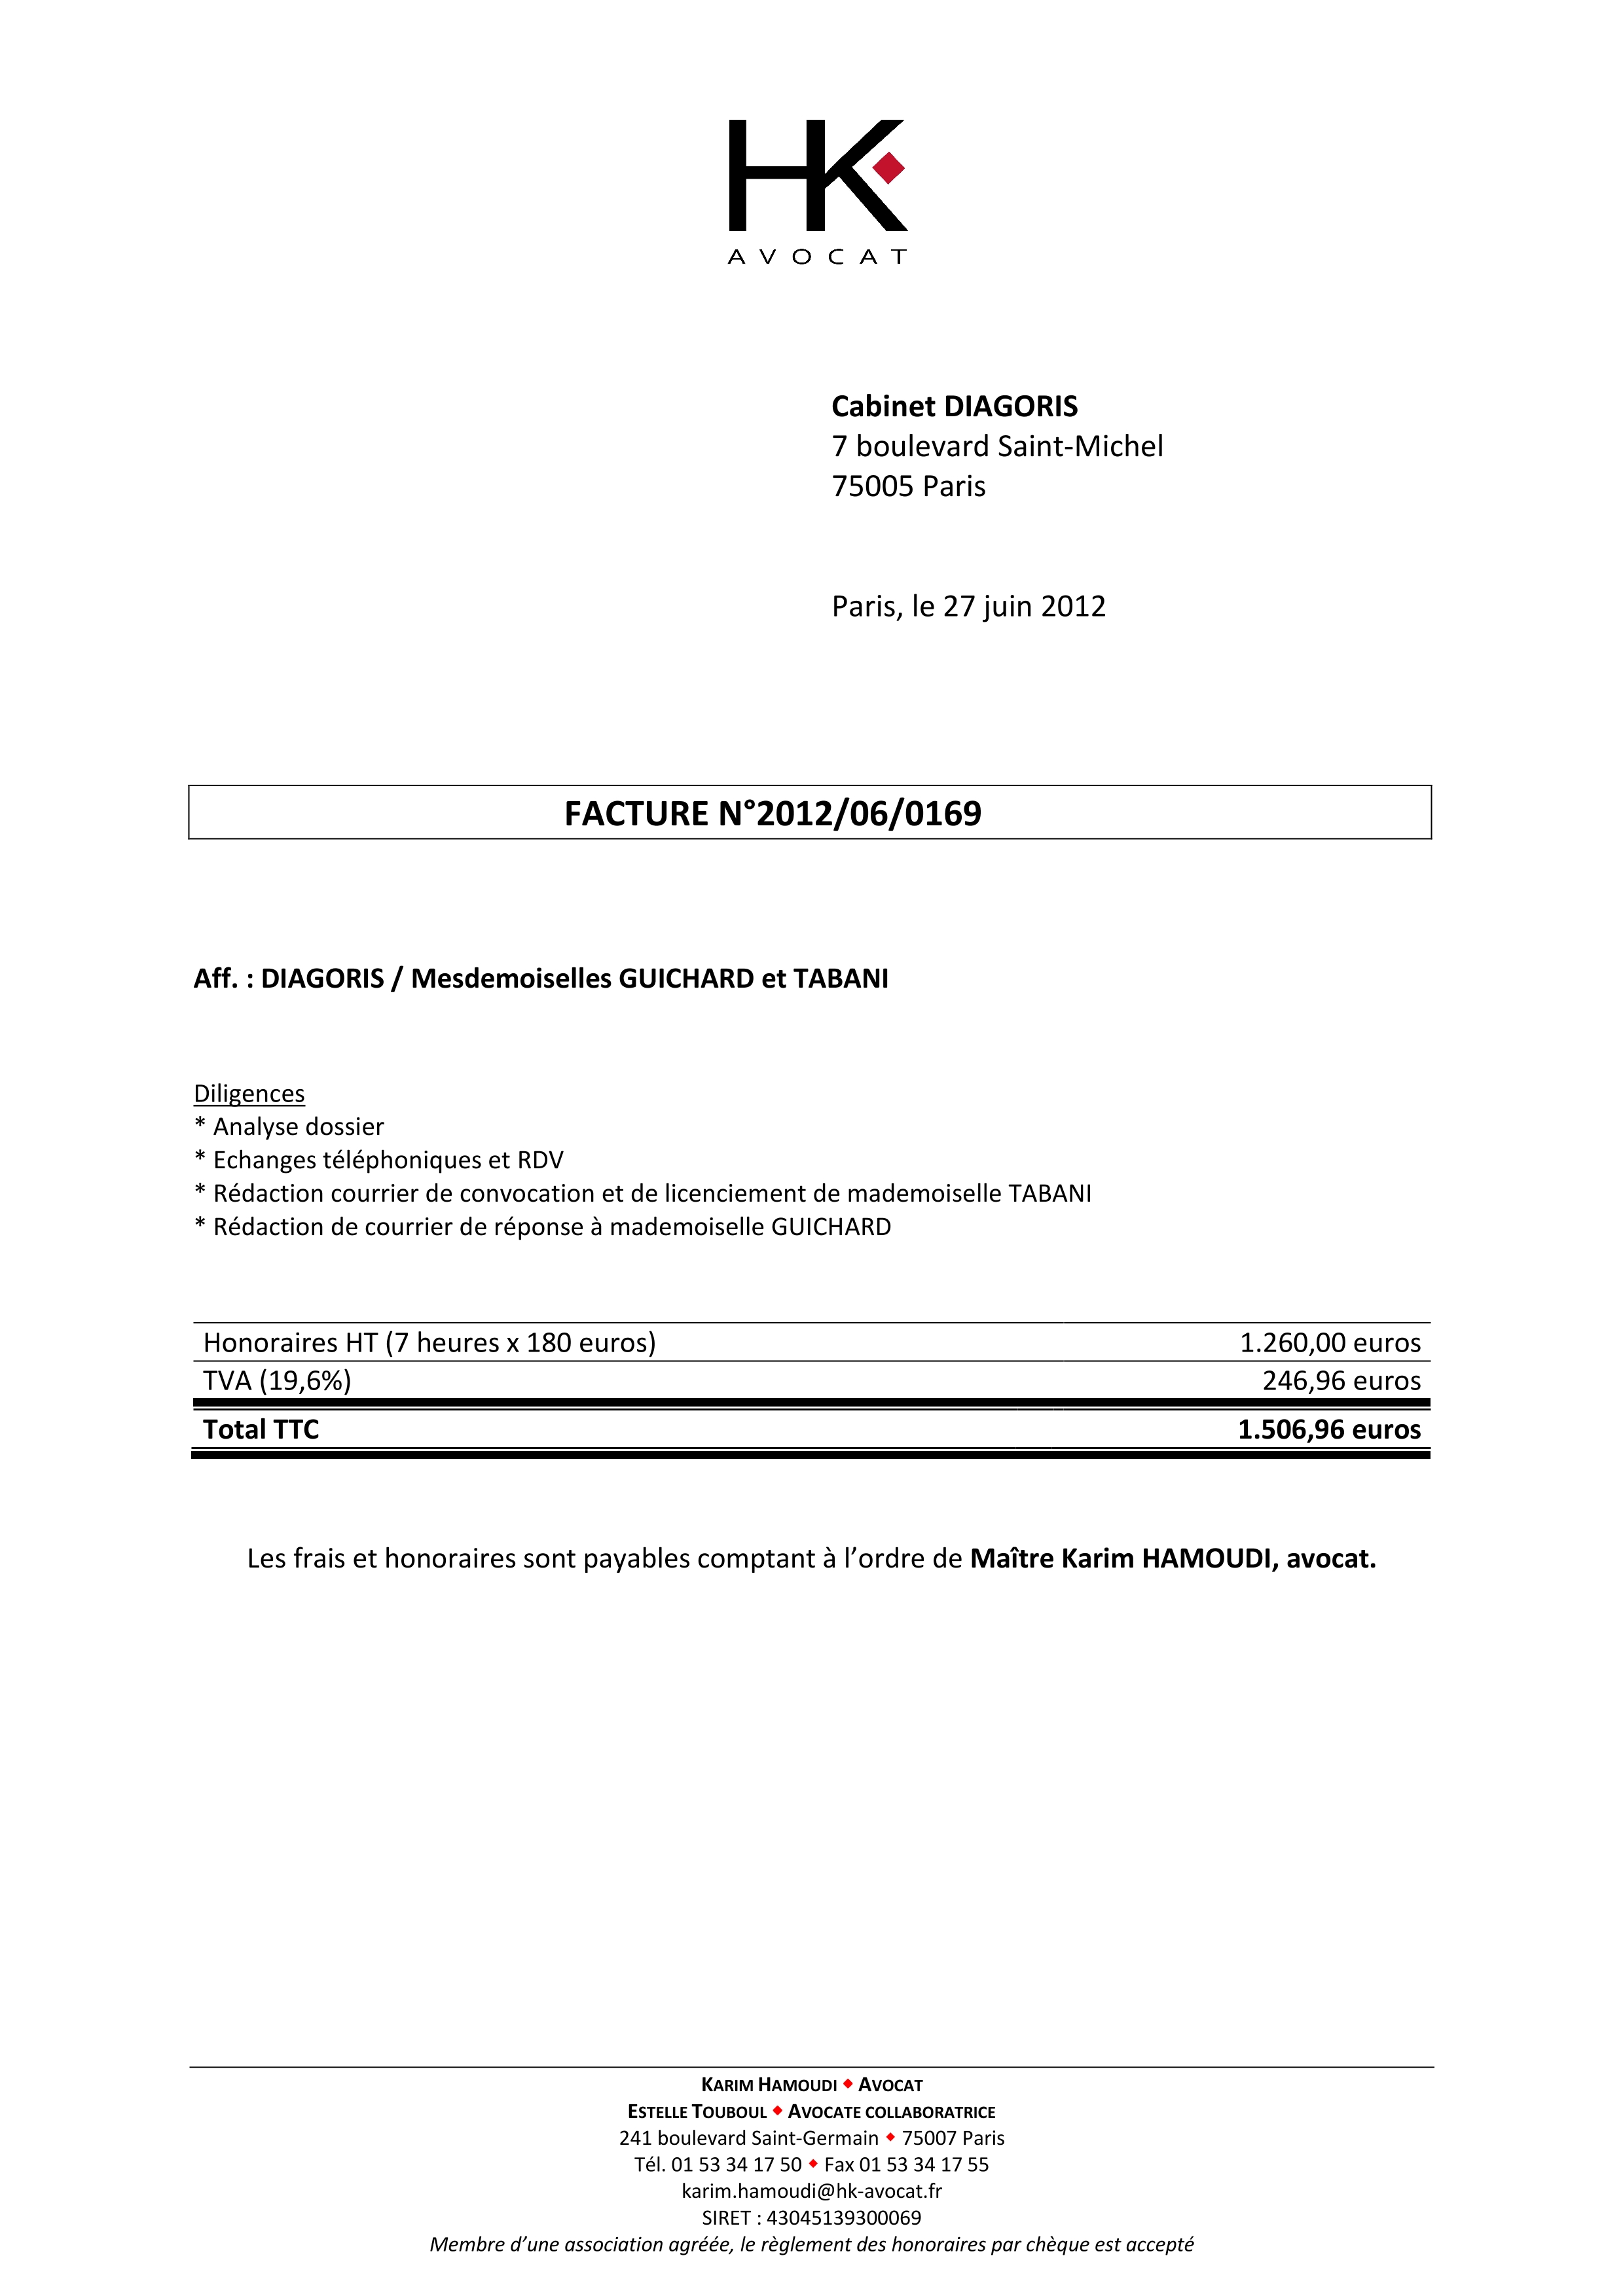 HK
AVOCAT
Cabinet DIAGORIS
7 boulevard Saint-Michel
75005 Paris
Paris, le 27 juin 2012
FACTURE N°2012/06/0169
Aff. : DIAGORIS / Mesdemoiselles GUICHARD et TABANI
Diligences
* Analyse dossier
* Echanges téléphoniques et RDV
* Rédaction courrier de convocation et de licenciement de mademoiselle TABANI
* Rédaction de courrier de réponse à mademoiselle GUICHARD
Honoraires HT (7 heures x 180 euros) 1.260,00 euros
TVA (19,6%) 246,96 euros
Total TTC 1.506,96 euros
Les frais et honoraires sont payables comptant à l’ordre de Maître Karim HAMOUDI, avocat.
KARIM HAMOUDI ◆ AVOCAT
ESTELLE TOUBOUL ◆ AVOCATE COLLABORATRICE
241 boulevard Saint-Germain ◆ 75007 Paris
Tél. 01 53 34 17 50 ◆ Fax 01 53 34 17 55
karim.hamoudi@hk-avocat.fr
SIRET : 43045139300069
Membre d’une association agréée, le règlement des honoraires par chèque est accepté